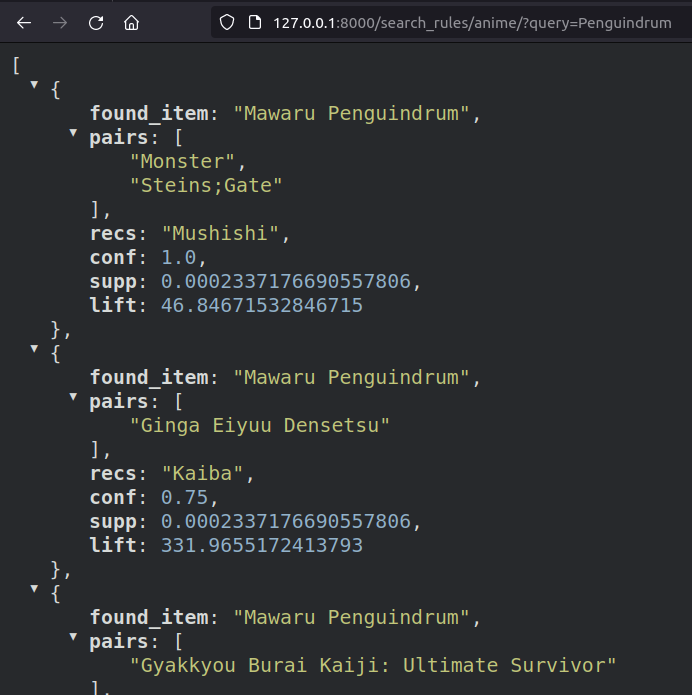 127.0.0.1:8000/search_rules/anime/?query=Penguindrum
[
{
found_item: "Mawaru Penguindrum",
pairs: [
"Monster",
"Steins;Gate"
],
recs: "Mushishi",
conf: 1.0,
supp: 0.0002337176690557806,
lift: 46.84671532846715
},
{
found_item: "Mawaru Penguindrum",
pairs: [
"Ginga Eiyuu Densetsu"
],
recs: "Kaiba",
conf: 0.75,
supp: 0.0002337176690557806,
lift: 331.9655172413793
},
{
found_item: "Mawaru Penguindrum",
pairs: [
"Gyakkyou Burai Kaiji: Ultimate Survivor"
],